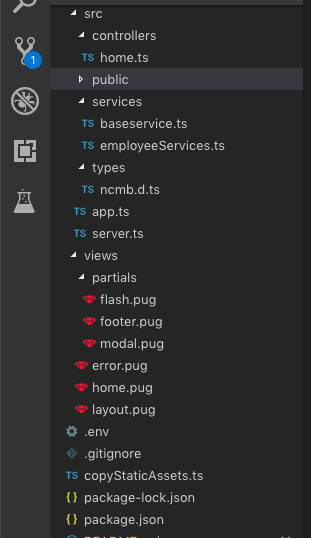 src
controllers
TS home.ts
public
services
TS baseservice.ts
TS employeeServices.ts
types
TS ncmb.d.ts
TS app.ts
TS server.ts
views
partials
flash.pug
footer.pug
modal.pug
error.pug
home.pug
layout.pug
.env
.gitignore
TS copyStaticAssets.ts
{ } package-lock.json
{ } package.json
1